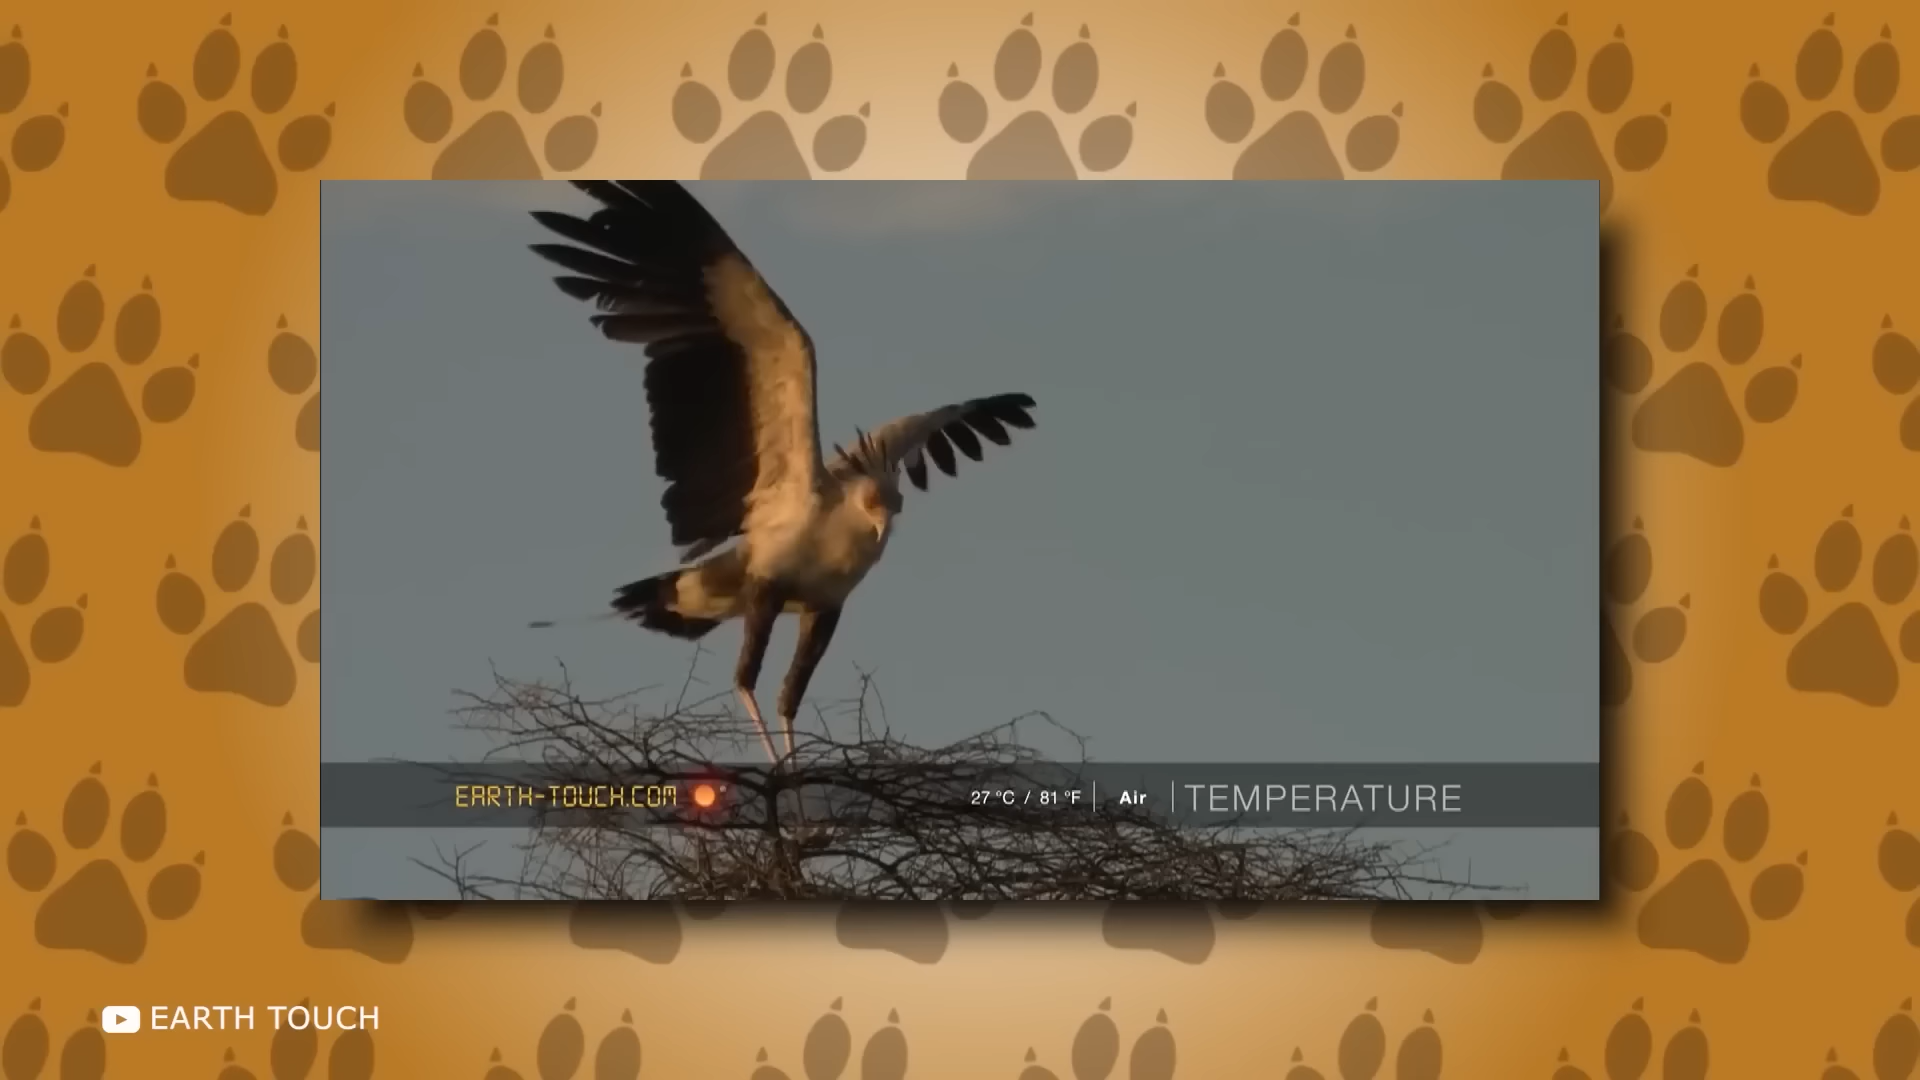 EARTH-TOUCH.COM
27 °C / 81 °F | Air | TEMPERATURE
EARTH TOUCH